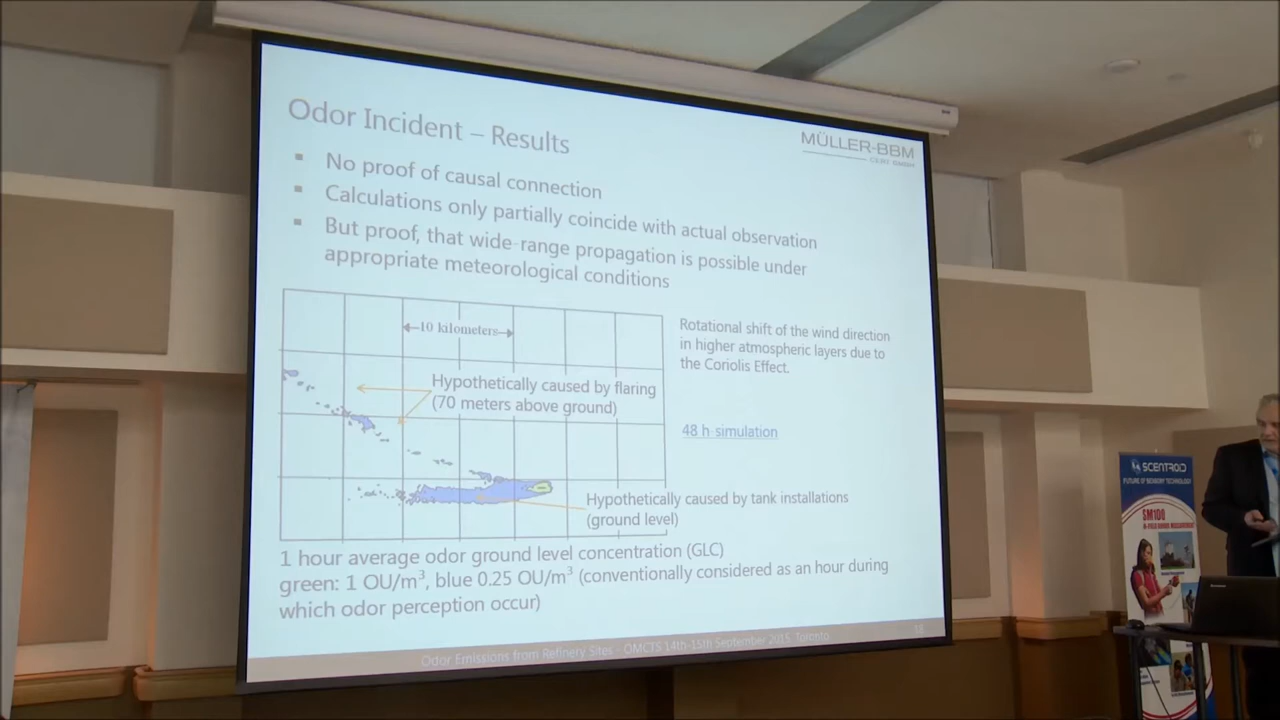 Odor Incident – Results
MÜLLER-BBM
CERT GMBH
▪ No proof of causal connection
▪ Calculations only partially coincide with actual observation
▪ But proof, that wide-range propagation is possible under
appropriate meteorological conditions
10 kilometers
Rotational shift of the wind direction
in higher atmospheric layers due to
the Coriolis Effect.
Hypothetically caused by flaring
(70 meters above ground)
48 h-simulation
Hypothetically caused by tank installations
(ground level)
1 hour average odor ground level concentration (GLC)
green: 1 OU/m³, blue 0.25 OU/m³ (conventionally considered as an hour during
which odor perception occur)
Odor Emissions from Refinery Sites - OMCTS 14th-15th September 2015, Toronto
SCENTROID
FUTURE OF SENSORY TECHNOLOGY
SM100